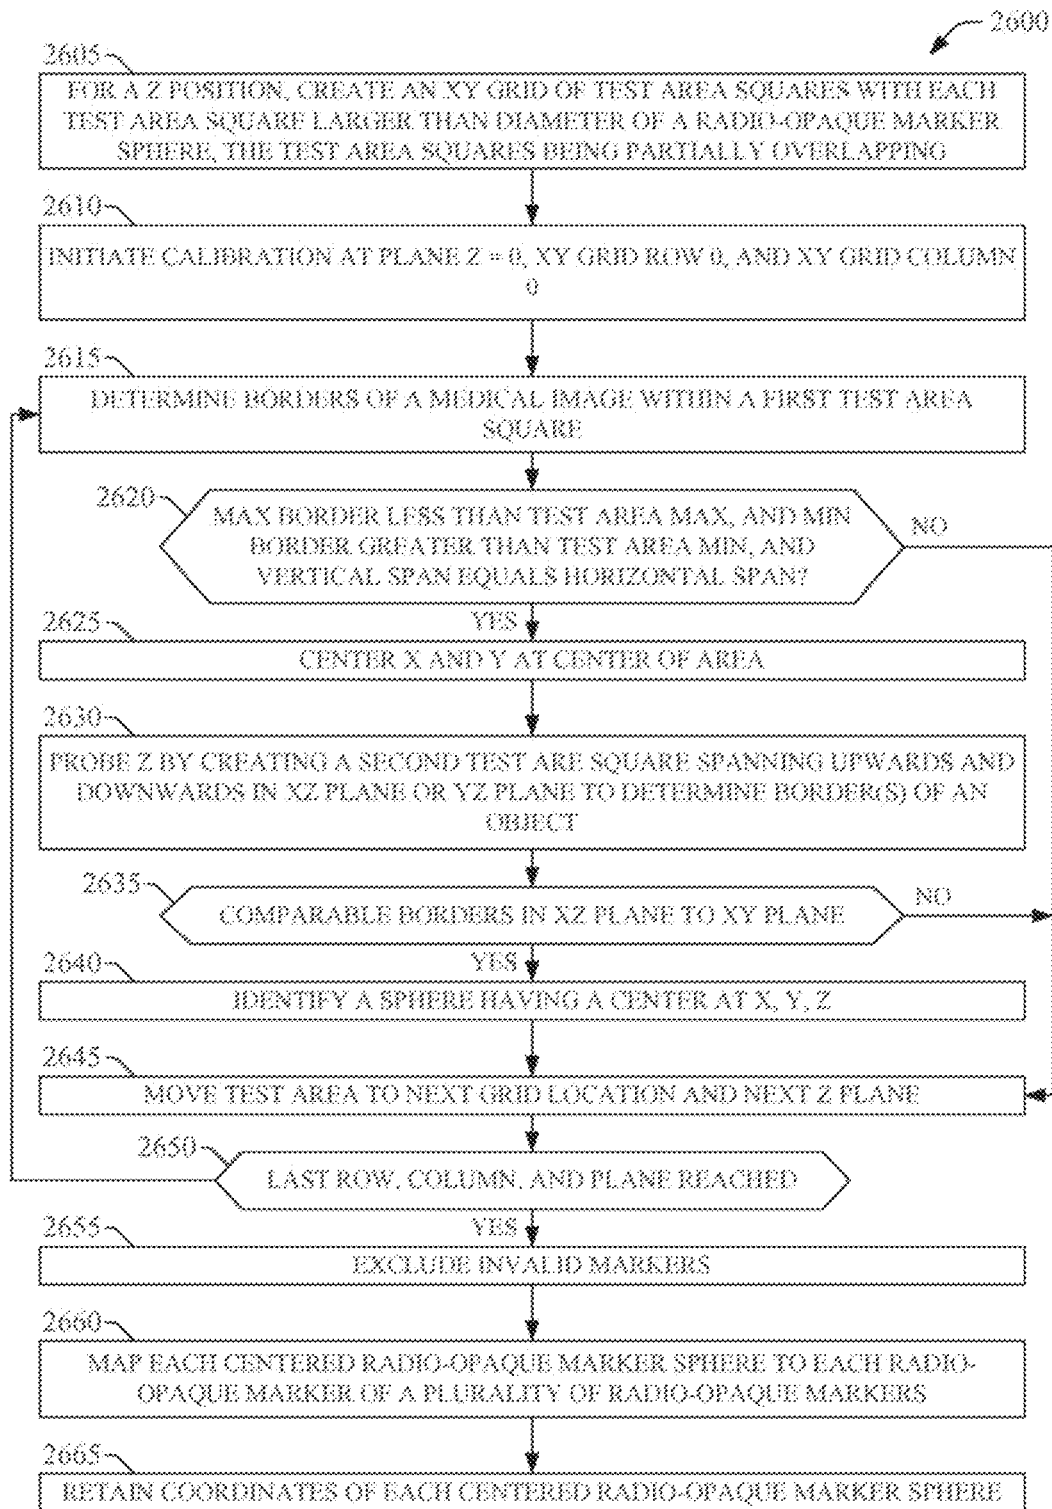 2600
2605
FOR A Z POSITION, CREATE AN XY GRID OF TEST AREA SQUARES WITH EACH
TEST AREA SQUARE LARGER THAN DIAMETER OF A RADIO-OPAQUE MARKER
SPHERE, THE TEST AREA SQUARES BEING PARTIALLY OVERLAPPING
2610
INITIATE CALIBRATION AT PLANE Z = 0, XY GRID ROW 0, AND XY GRID COLUMN
0
2615
DETERMINE BORDERS OF A MEDICAL IMAGE WITHIN A FIRST TEST AREA
SQUARE
2620
MAX BORDER LESS THAN TEST AREA MAX, AND MIN
BORDER GREATER THAN TEST AREA MIN, AND
VERTICAL SPAN EQUALS HORIZONTAL SPAN?
NO
YES
2625
CENTER X AND Y AT CENTER OF AREA
2630
PROBE Z BY CREATING A SECOND TEST ARE SQUARE SPANNING UPWARDS AND
DOWNWARDS IN XZ PLANE OR YZ PLANE TO DETERMINE BORDER(S) OF AN
OBJECT
2635
COMPARABLE BORDERS IN XZ PLANE TO XY PLANE
NO
YES
2640
IDENTIFY A SPHERE HAVING A CENTER AT X, Y, Z
2645
MOVE TEST AREA TO NEXT GRID LOCATION AND NEXT Z PLANE
2650
LAST ROW, COLUMN, AND PLANE REACHED
YES
2655
EXCLUDE INVALID MARKERS
2660
MAP EACH CENTERED RADIO-OPAQUE MARKER SPHERE TO EACH RADIO-
OPAQUE MARKER OF A PLURALITY OF RADIO-OPAQUE MARKERS
2665
RETAIN COORDINATES OF EACH CENTERED RADIO-OPAQUE MARKER SPHERE